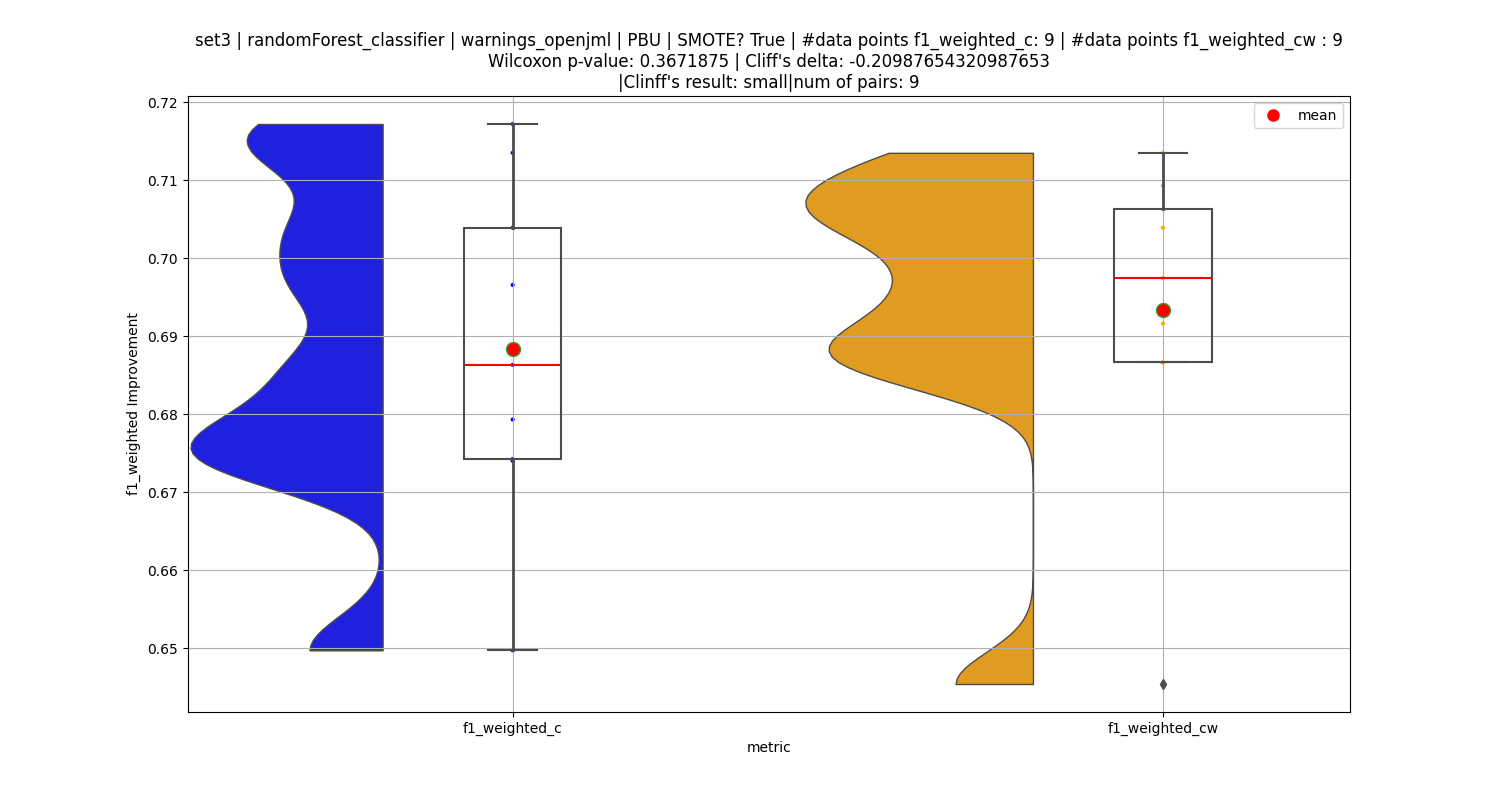 set3 | randomForest_classifier | warnings_openjml | PBU | SMOTE? True | #data points f1_weighted_c: 9 | #data points f1_weighted_cw : 9
Wilcoxon p-value: 0.3671875 | Cliff's delta: -0.20987654320987653
|Clinff's result: small|num of pairs: 9
mean
0.72
0.71
0.70
0.69
0.68
0.67
0.66
0.65
f1_weighted Improvement
f1_weighted_c
f1_weighted_cw
metric